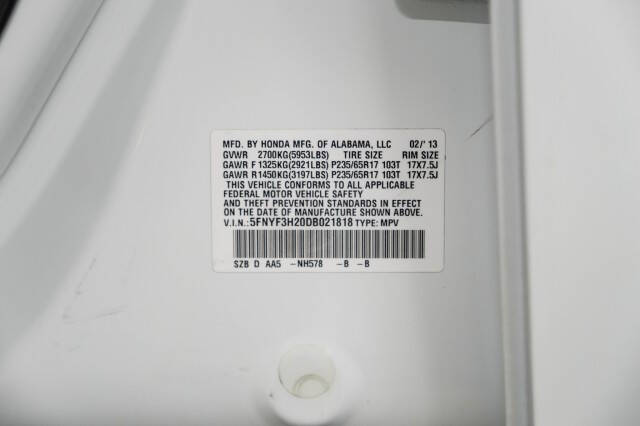 MFD. BY HONDA MFG. OF ALABAMA, LLC 02/'13
GVWR 2700KG(5953LBS) TIRE SIZE RIM SIZE
GAWR F 1325KG(2921LBS) P235/65R17 103T 17X7.5J
GAWR R1450KG(3197LBS) P235/65R17 103T 17X7.5J
THIS VEHICLE CONFORMS TO ALL APPLICABLE
FEDERAL MOTOR VEHICLE SAFETY
AND THEFT PREVENTION STANDARDS IN EFFECT
ON THE DATE OF MANUFACTURE SHOWN ABOVE.
V.I.N.:5FNYF3H20DB021818 TYPE: MPV
SZB D AA5 -NH578 -B -B